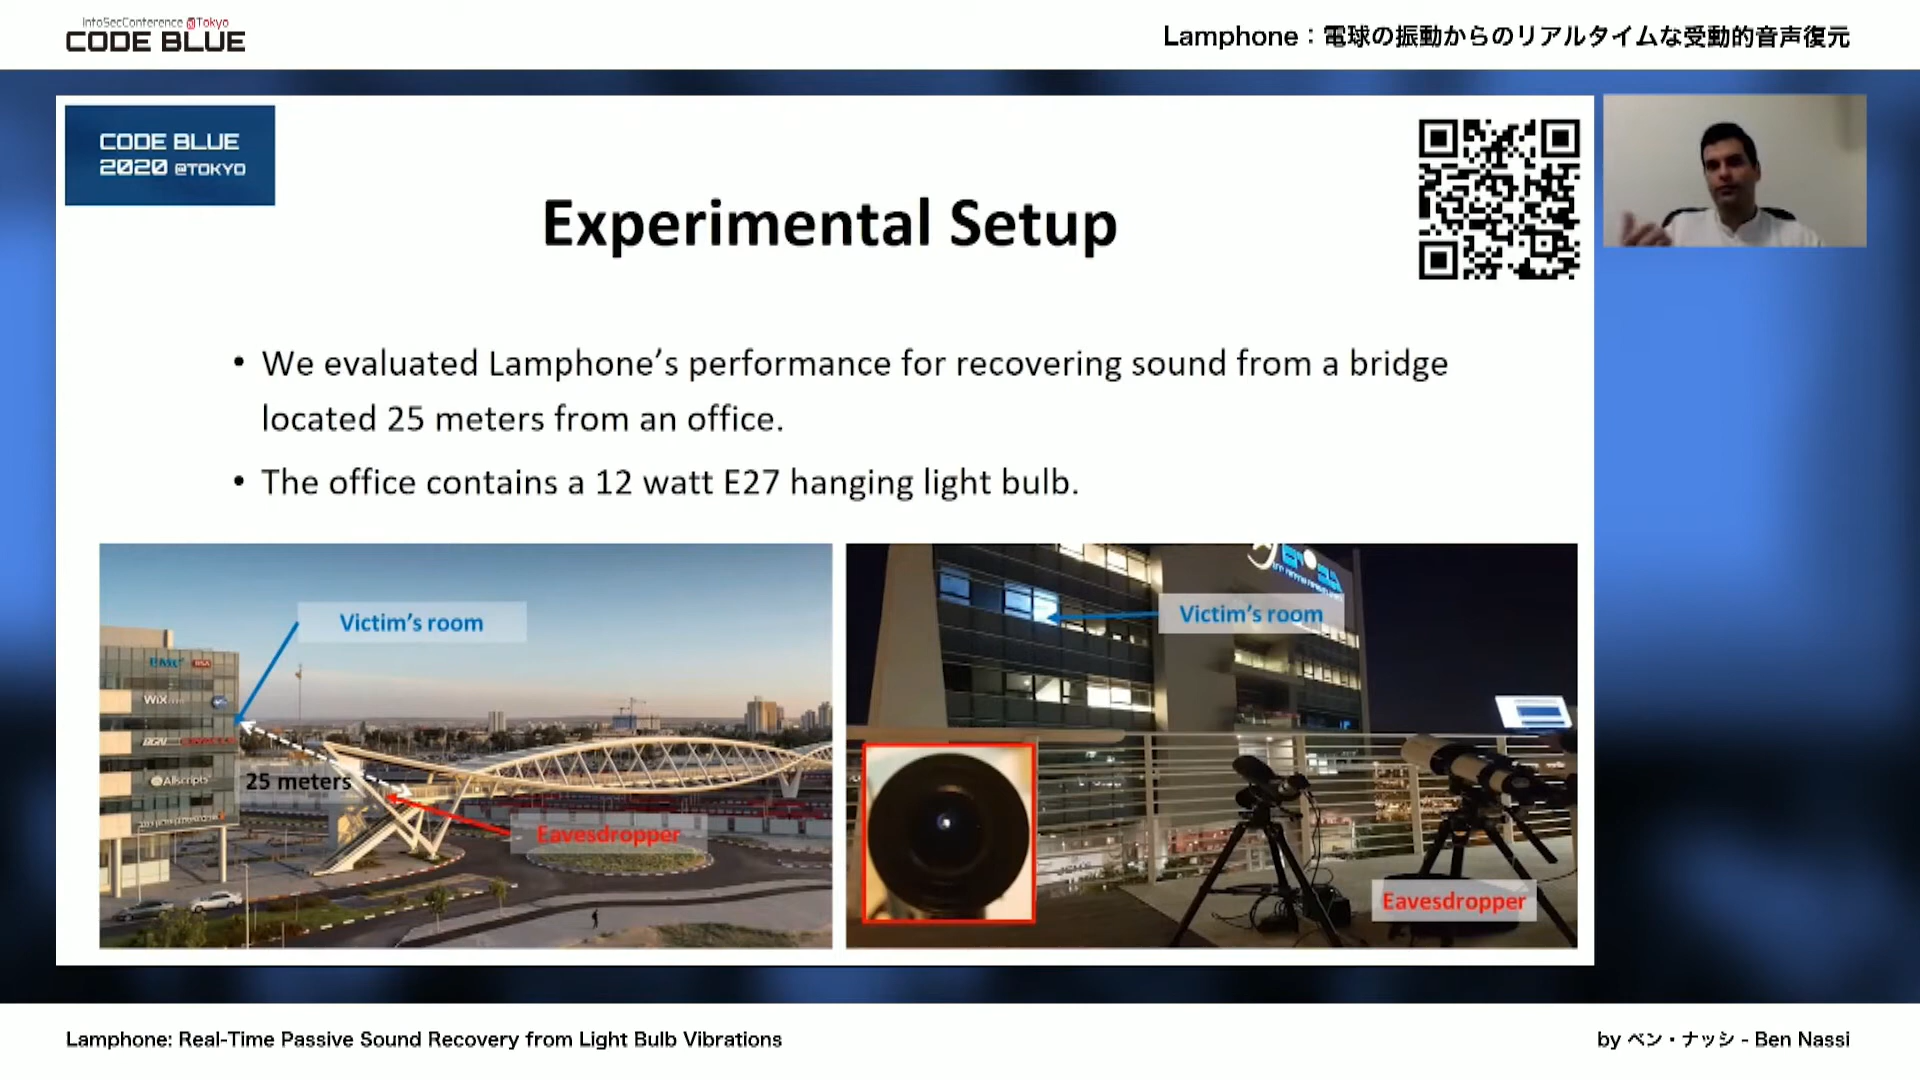 InfoSecConference @Tokyo
CODE BLUE
Lamphone：電球の振動からのリアルタイムな受動的音声復元
CODE BLUE
2020 @TOKYO
Experimental Setup
• We evaluated Lamphone’s performance for recovering sound from a bridge
located 25 meters from an office.
• The office contains a 12 watt E27 hanging light bulb.
Victim’s room
EMC² RSA
WiX
Allscripts
25 meters
Eavesdropper
Victim’s room
Eavesdropper
Lamphone: Real-Time Passive Sound Recovery from Light Bulb Vibrations
by ベン・ナッシ - Ben Nassi